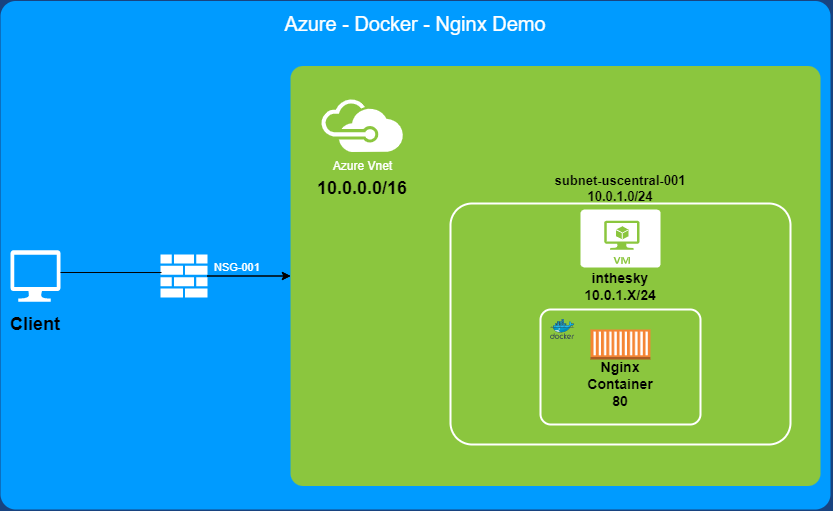 Azure - Docker - Nginx Demo
Azure Vnet
10.0.0.0/16
subnet-uscentral-001
10.0.1.0/24
VM
inthesky
10.0.1.X/24
NSG-001
Client
docker
Nginx
Container
80